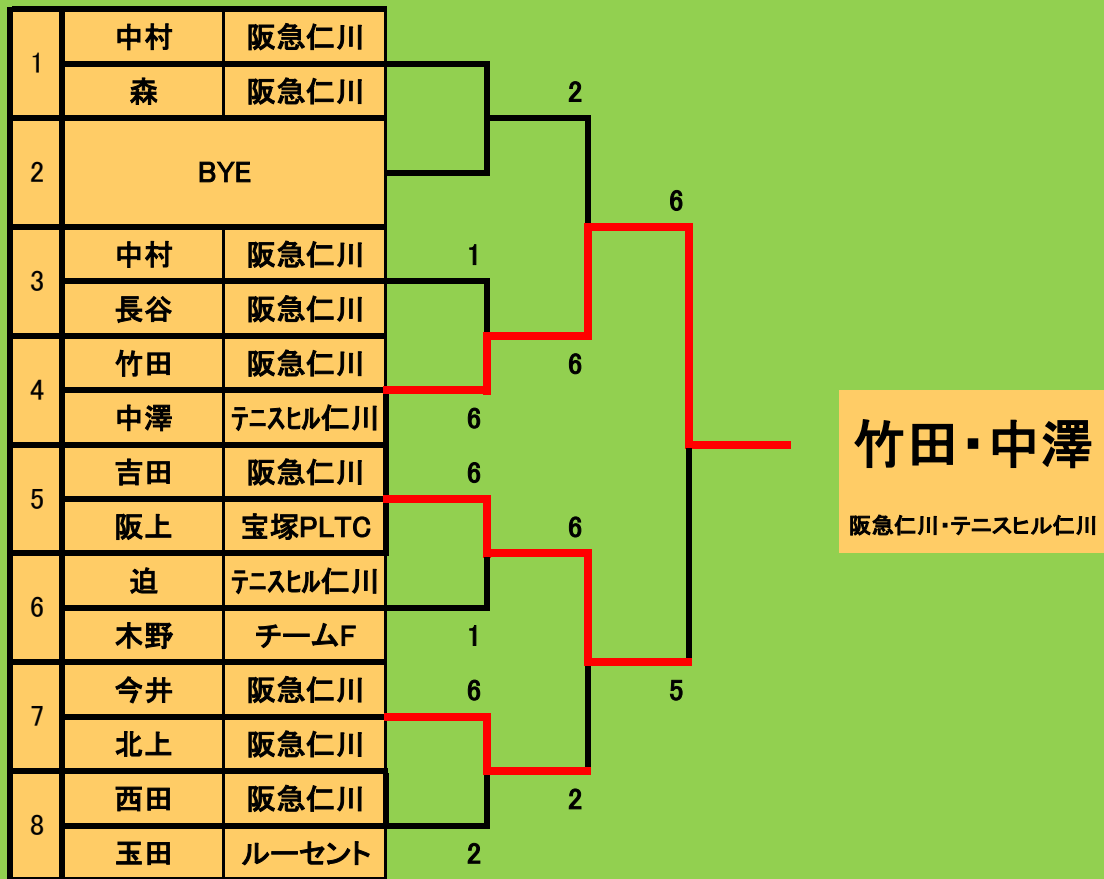 1 中村 阪急仁川
森 阪急仁川
2
2 BYE
6
3 中村 阪急仁川 1
長谷 阪急仁川
4 竹田 阪急仁川 6
中澤 テニスヒル仁川 6
竹田・中澤
5 吉田 阪急仁川 6
阪上 宝塚PLTC 6
阪急仁川・テニスヒル仁川
6 迫 テニスヒル仁川
木野 チームF 1
7 今井 阪急仁川 6 5
北上 阪急仁川
8 西田 阪急仁川 2
玉田 ルーセント 2